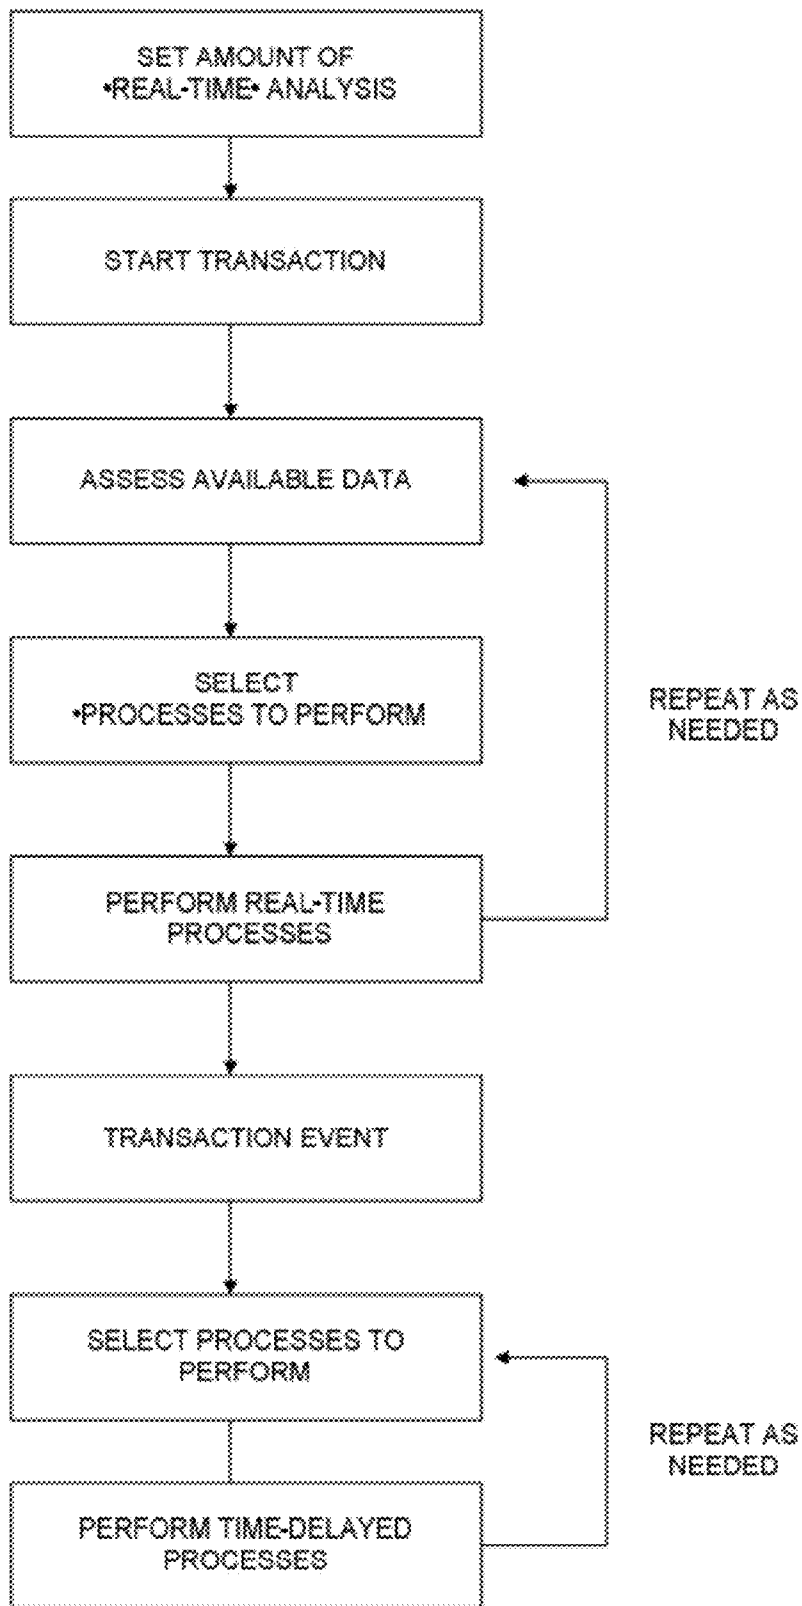 SET AMOUNT OF
•REAL-TIME• ANALYSIS
START TRANSACTION
ASSESS AVAILABLE DATA
SELECT
•PROCESSES TO PERFORM
REPEAT AS
NEEDED
PERFORM REAL-TIME
PROCESSES
TRANSACTION EVENT
SELECT PROCESSES TO
PERFORM
REPEAT AS
NEEDED
PERFORM TIME-DELAYED
PROCESSES